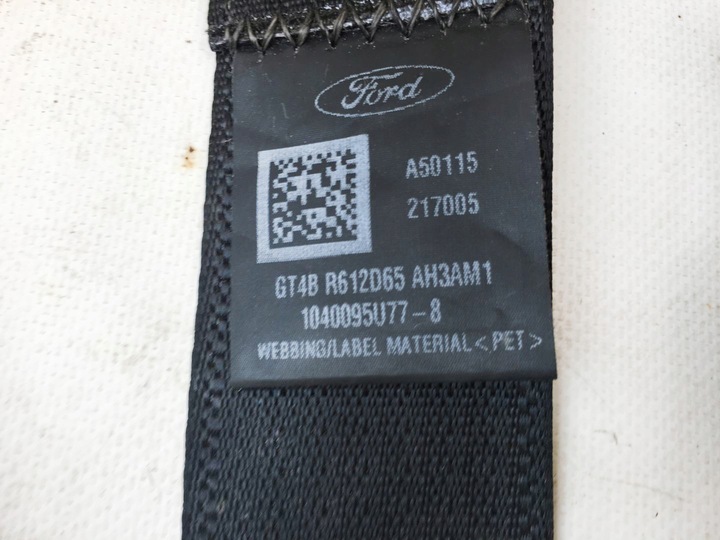 Ford
A50115
217005
GT4B R612D65 AH3AM1
1040095U77-8
WEBBING/LABEL MATERIAL < PET >